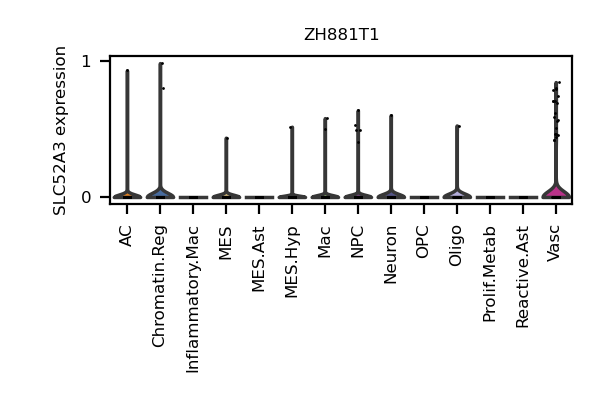 ZH881T1
SLC52A3 expression
1
0
AC
Chromatin.Reg
Inflammatory.Mac
MES
MES.Ast
MES.Hyp
Mac
NPC
Neuron
OPC
Oligo
Prolif.Metab
Reactive.Ast
Vasc